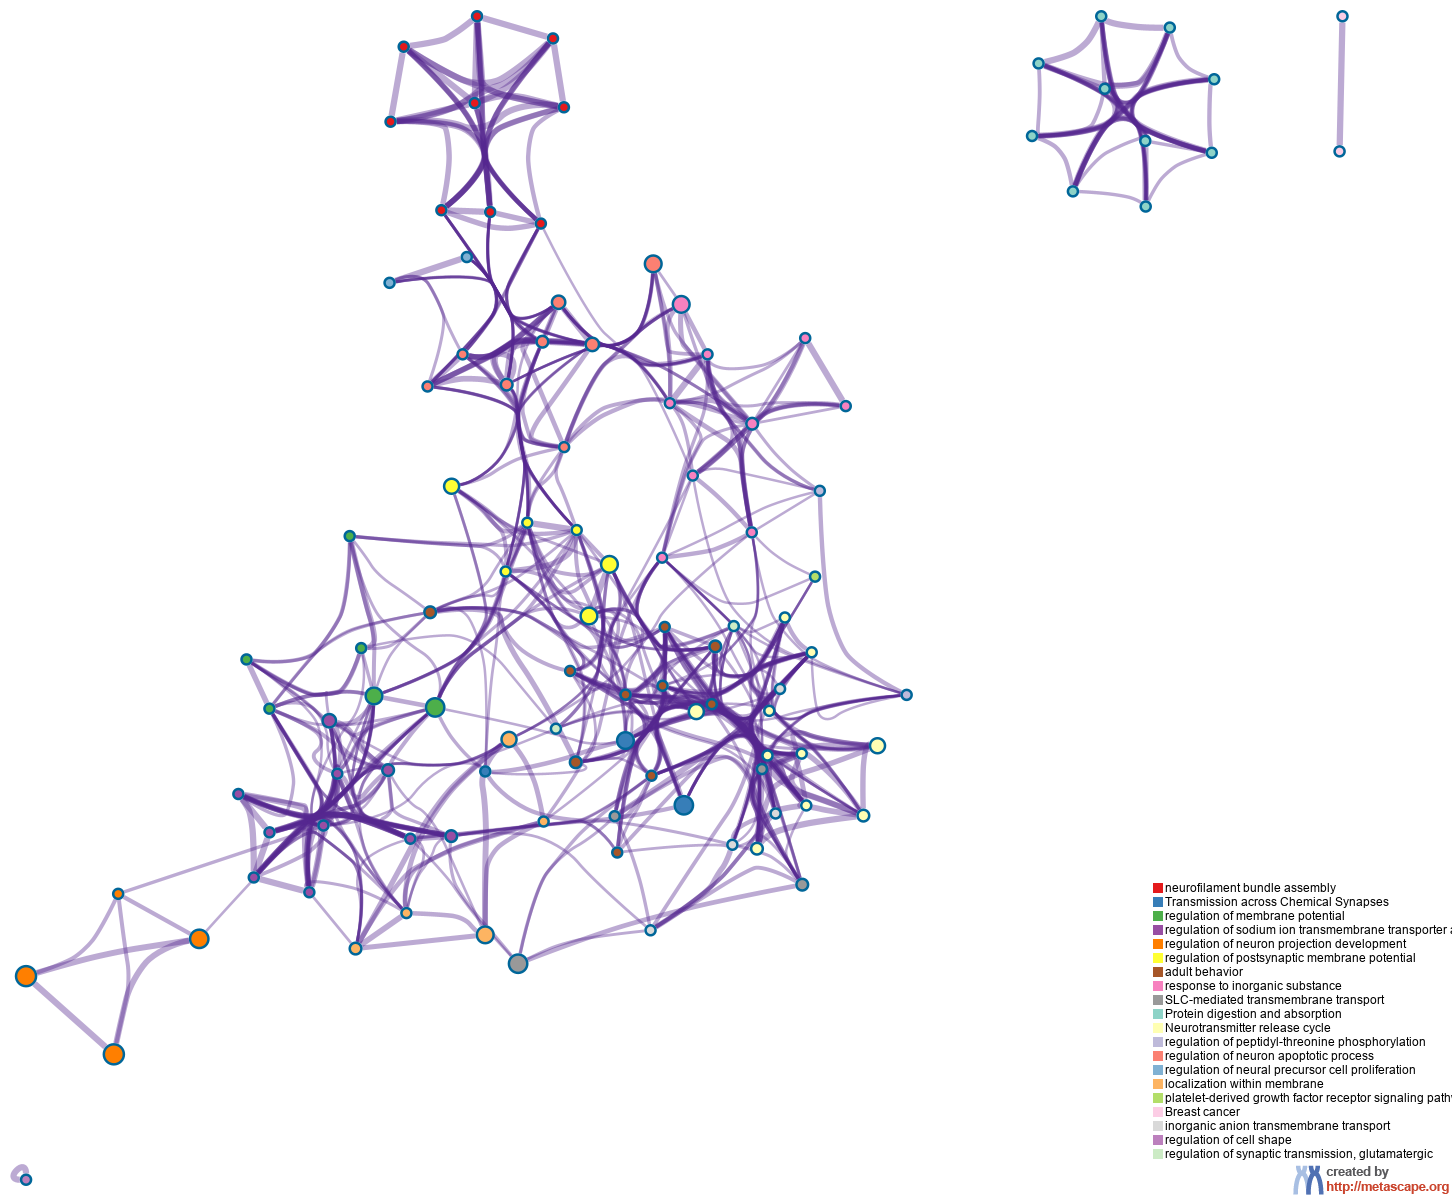 neurofilament bundle assembly
Transmission across Chemical Synapses
regulation of membrane potential
regulation of sodium ion transmembrane transporter
regulation of neuron projection development
regulation of postsynaptic membrane potential
adult behavior
response to inorganic substance
SLC-mediated transmembrane transport
Protein digestion and absorption
Neurotransmitter release cycle
regulation of peptidyl-threonine phosphorylation
regulation of neuron apoptotic process
regulation of neural precursor cell proliferation
localization within membrane
platelet-derived growth factor receptor signaling path
Breast cancer
inorganic anion transmembrane transport
regulation of cell shape
regulation of synaptic transmission, glutamatergic
created by
http://metascape.org